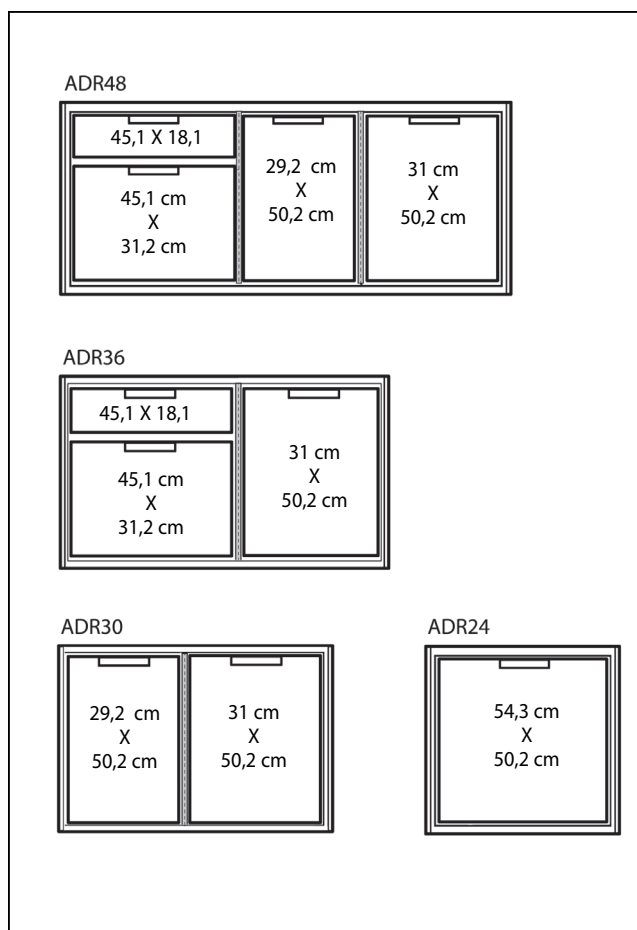 ADR48
45,1 X 18,1
45,1 cm
X
31,2 cm
29,2 cm
X
50,2 cm
31 cm
X
50,2 cm
ADR36
45,1 X 18,1
45,1 cm
X
31,2 cm
31 cm
X
50,2 cm
ADR30
29,2 cm
X
50,2 cm
31 cm
X
50,2 cm
ADR24
54,3 cm
X
50,2 cm